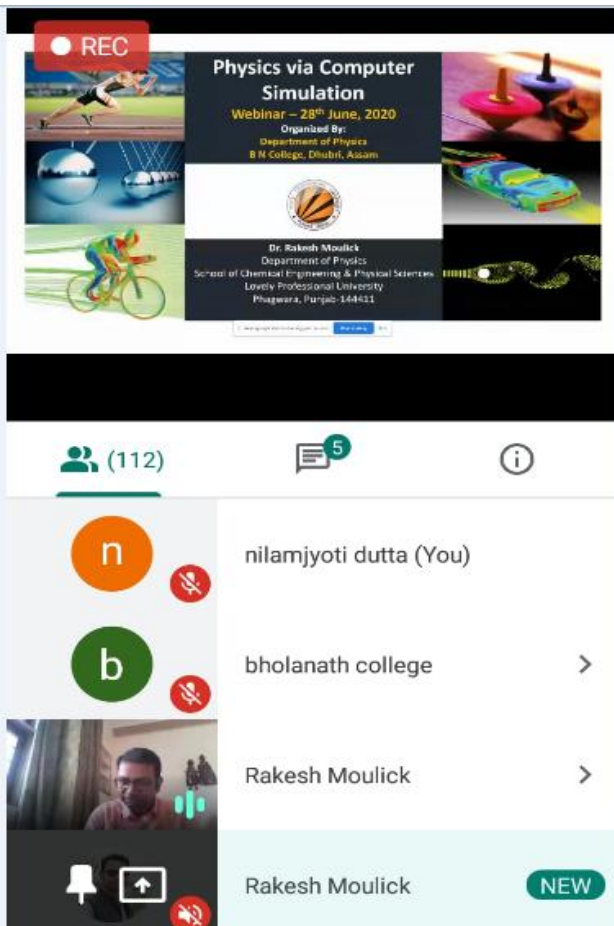 REC
Physics via Computer
Simulation
Webinar – 28th June, 2020
Organized By:
Department of Physics
B N College, Dhubri, Assam
Dr. Rakesh Moulick
Department of Physics
School of Chemical Engineering & Physical Sciences
Lovely Professional University
Phagwara, Punjab-144411
(112)
5
n
nilamjyoti dutta (You)
b
bholanath college
Rakesh Moulick
Rakesh Moulick
NEW